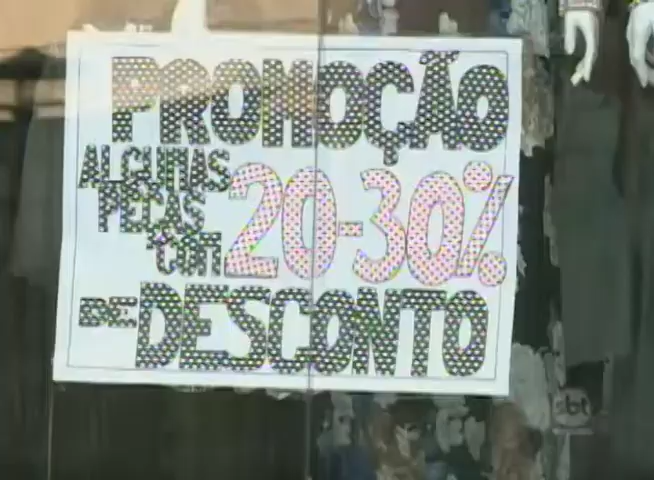 PROMOÇÃO
ALGUMAS
PEÇAS
COM
20-30%
DE DESCONTO
sbt